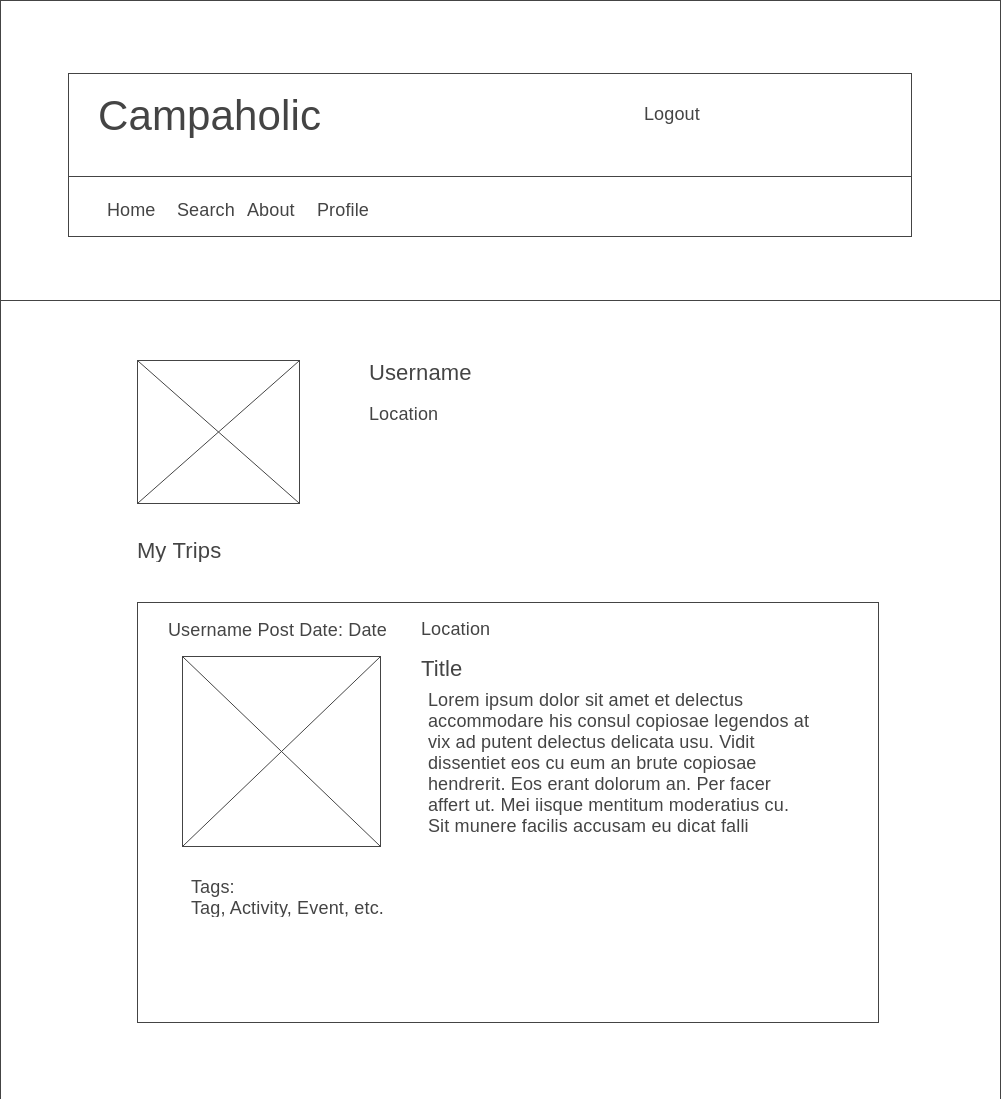 Campaholic
Logout
Home Search About Profile
Username
Location
My Trips
Username Post Date: Date
Location
Title
Lorem ipsum dolor sit amet et delectus
accommodare his consul copiosae legendos at
vix ad putent delectus delicata usu. Vidit
dissentiet eos cu eum an brute copiosae
hendrerit. Eos erant dolorum an. Per facer
affert ut. Mei iisque mentitum moderatius cu.
Sit munere facilis accusam eu dicat falli
Tags:
Tag, Activity, Event, etc.